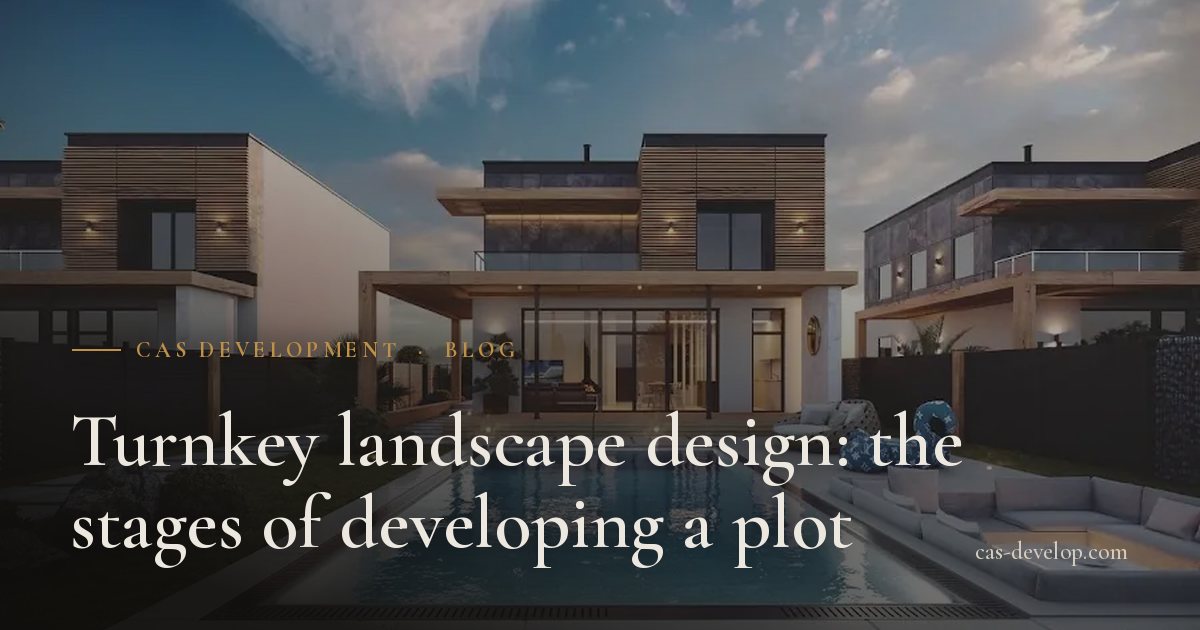 CAS DEVELOPMENT · BLOG
Turnkey landscape design: the
stages of developing a plot
cas-develop.com